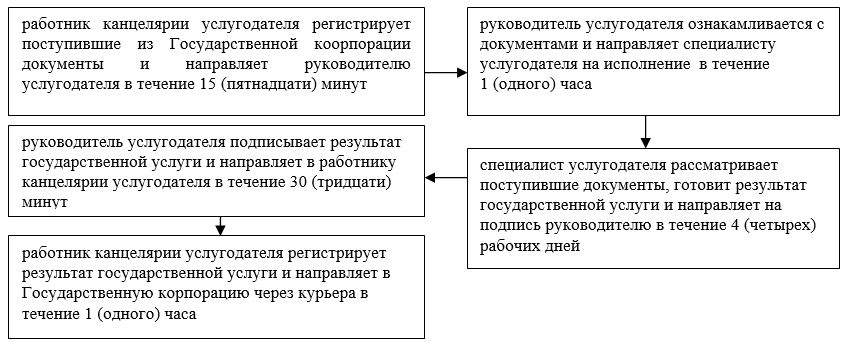 работник канцелярии услугодателя регистрирует
поступившие из Государственной коорпорации
документы и направляет руководителю
услугодателя в течение 15 (пятнадцати) минут
руководитель услугодателя ознакамливается с
документами и направляет специалисту
услугодателя на исполнение в течение
1 (одного) часа
специалист услугодателя рассматривает
поступившие документы, готовит результат
государственной услуги и направляет на
подпись руководителю в течение 4 (четырех)
рабочих дней
руководитель услугодателя подписывает результат
государственной услуги и направляет в работнику
канцелярии услугодателя в течение 30 (тридцати)
минут
работник канцелярии услугодателя регистрирует
результат государственной услуги и направляет в
Государственную корпорацию через курьера в
течение 1 (одного) часа